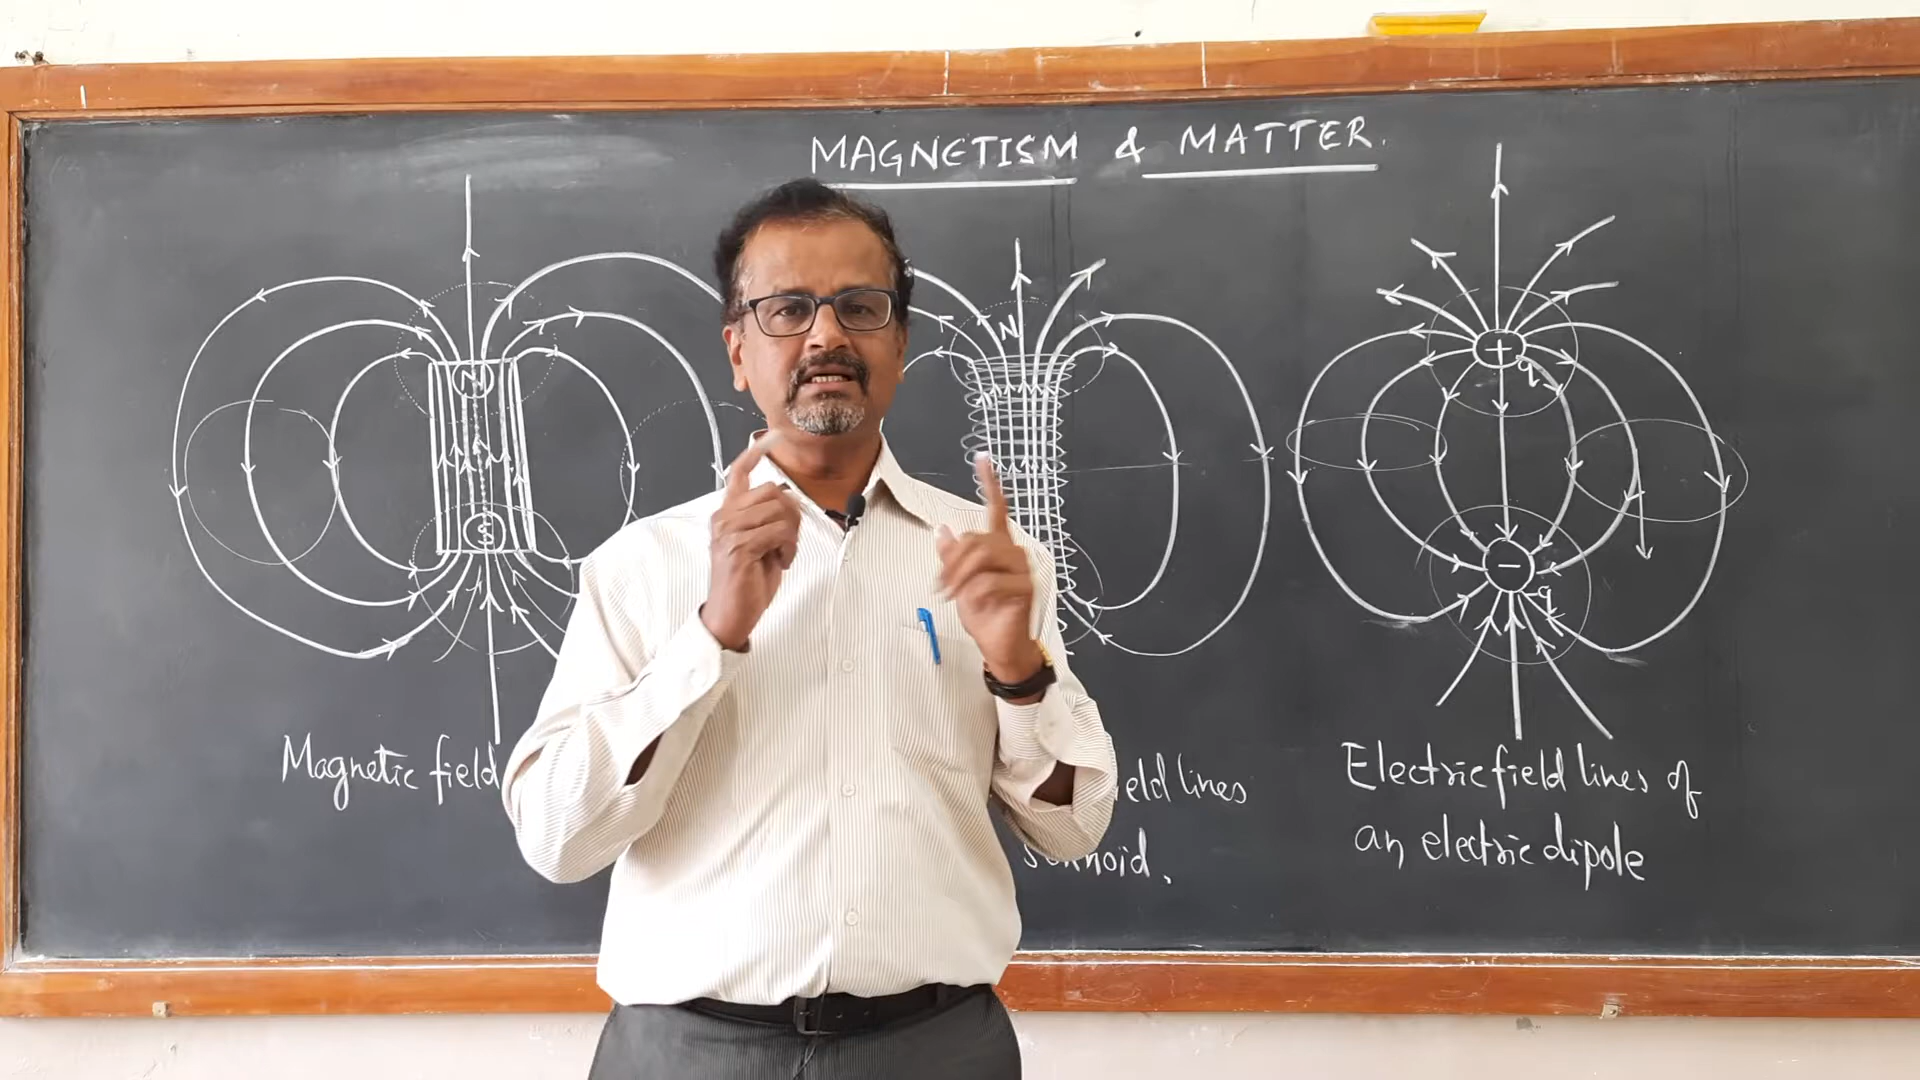 MAGNETISM & MATTER.
N
S
N
+
q
−
-q
Magnetic field
eld lines
noid.
Electric field lines of
an electric dipole